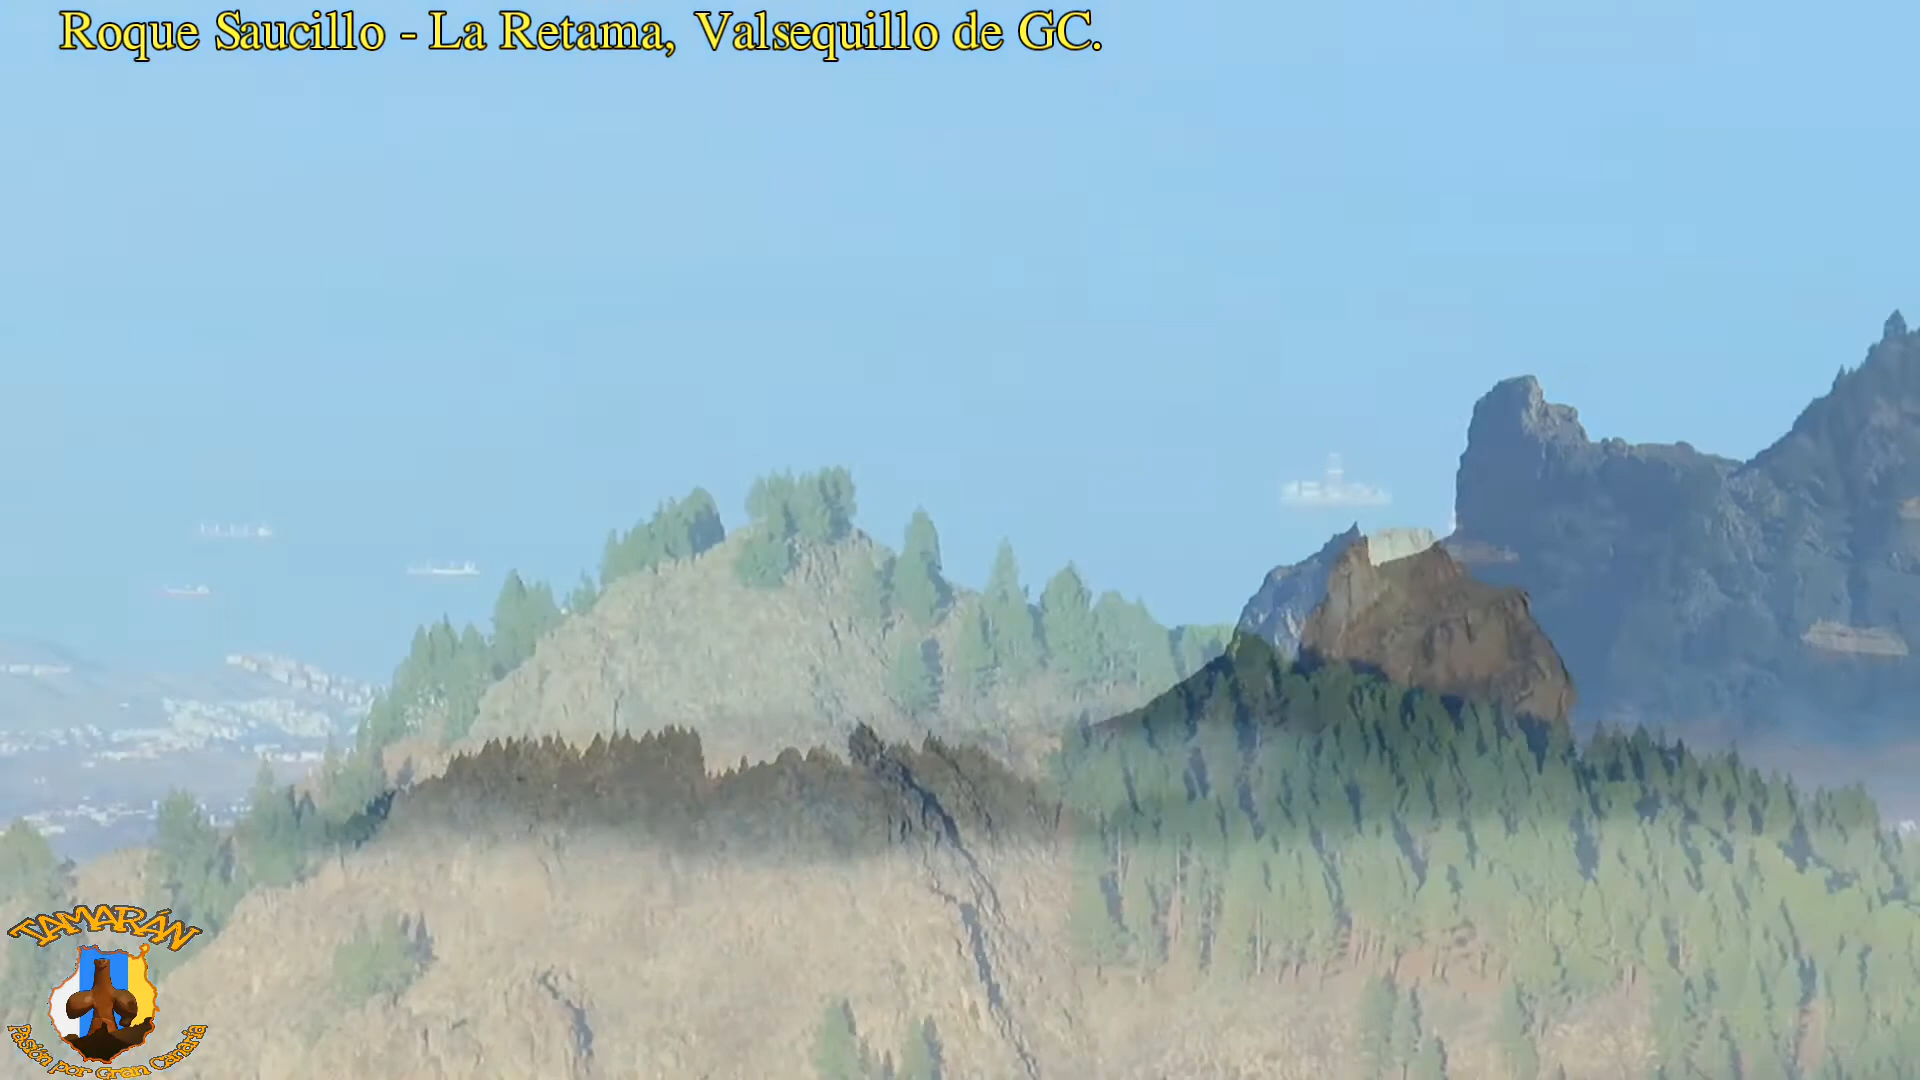 Roque Saucillo - La Retama, Valsequillo de GC.
TAMARÁN
Pasión por Gran Canaria